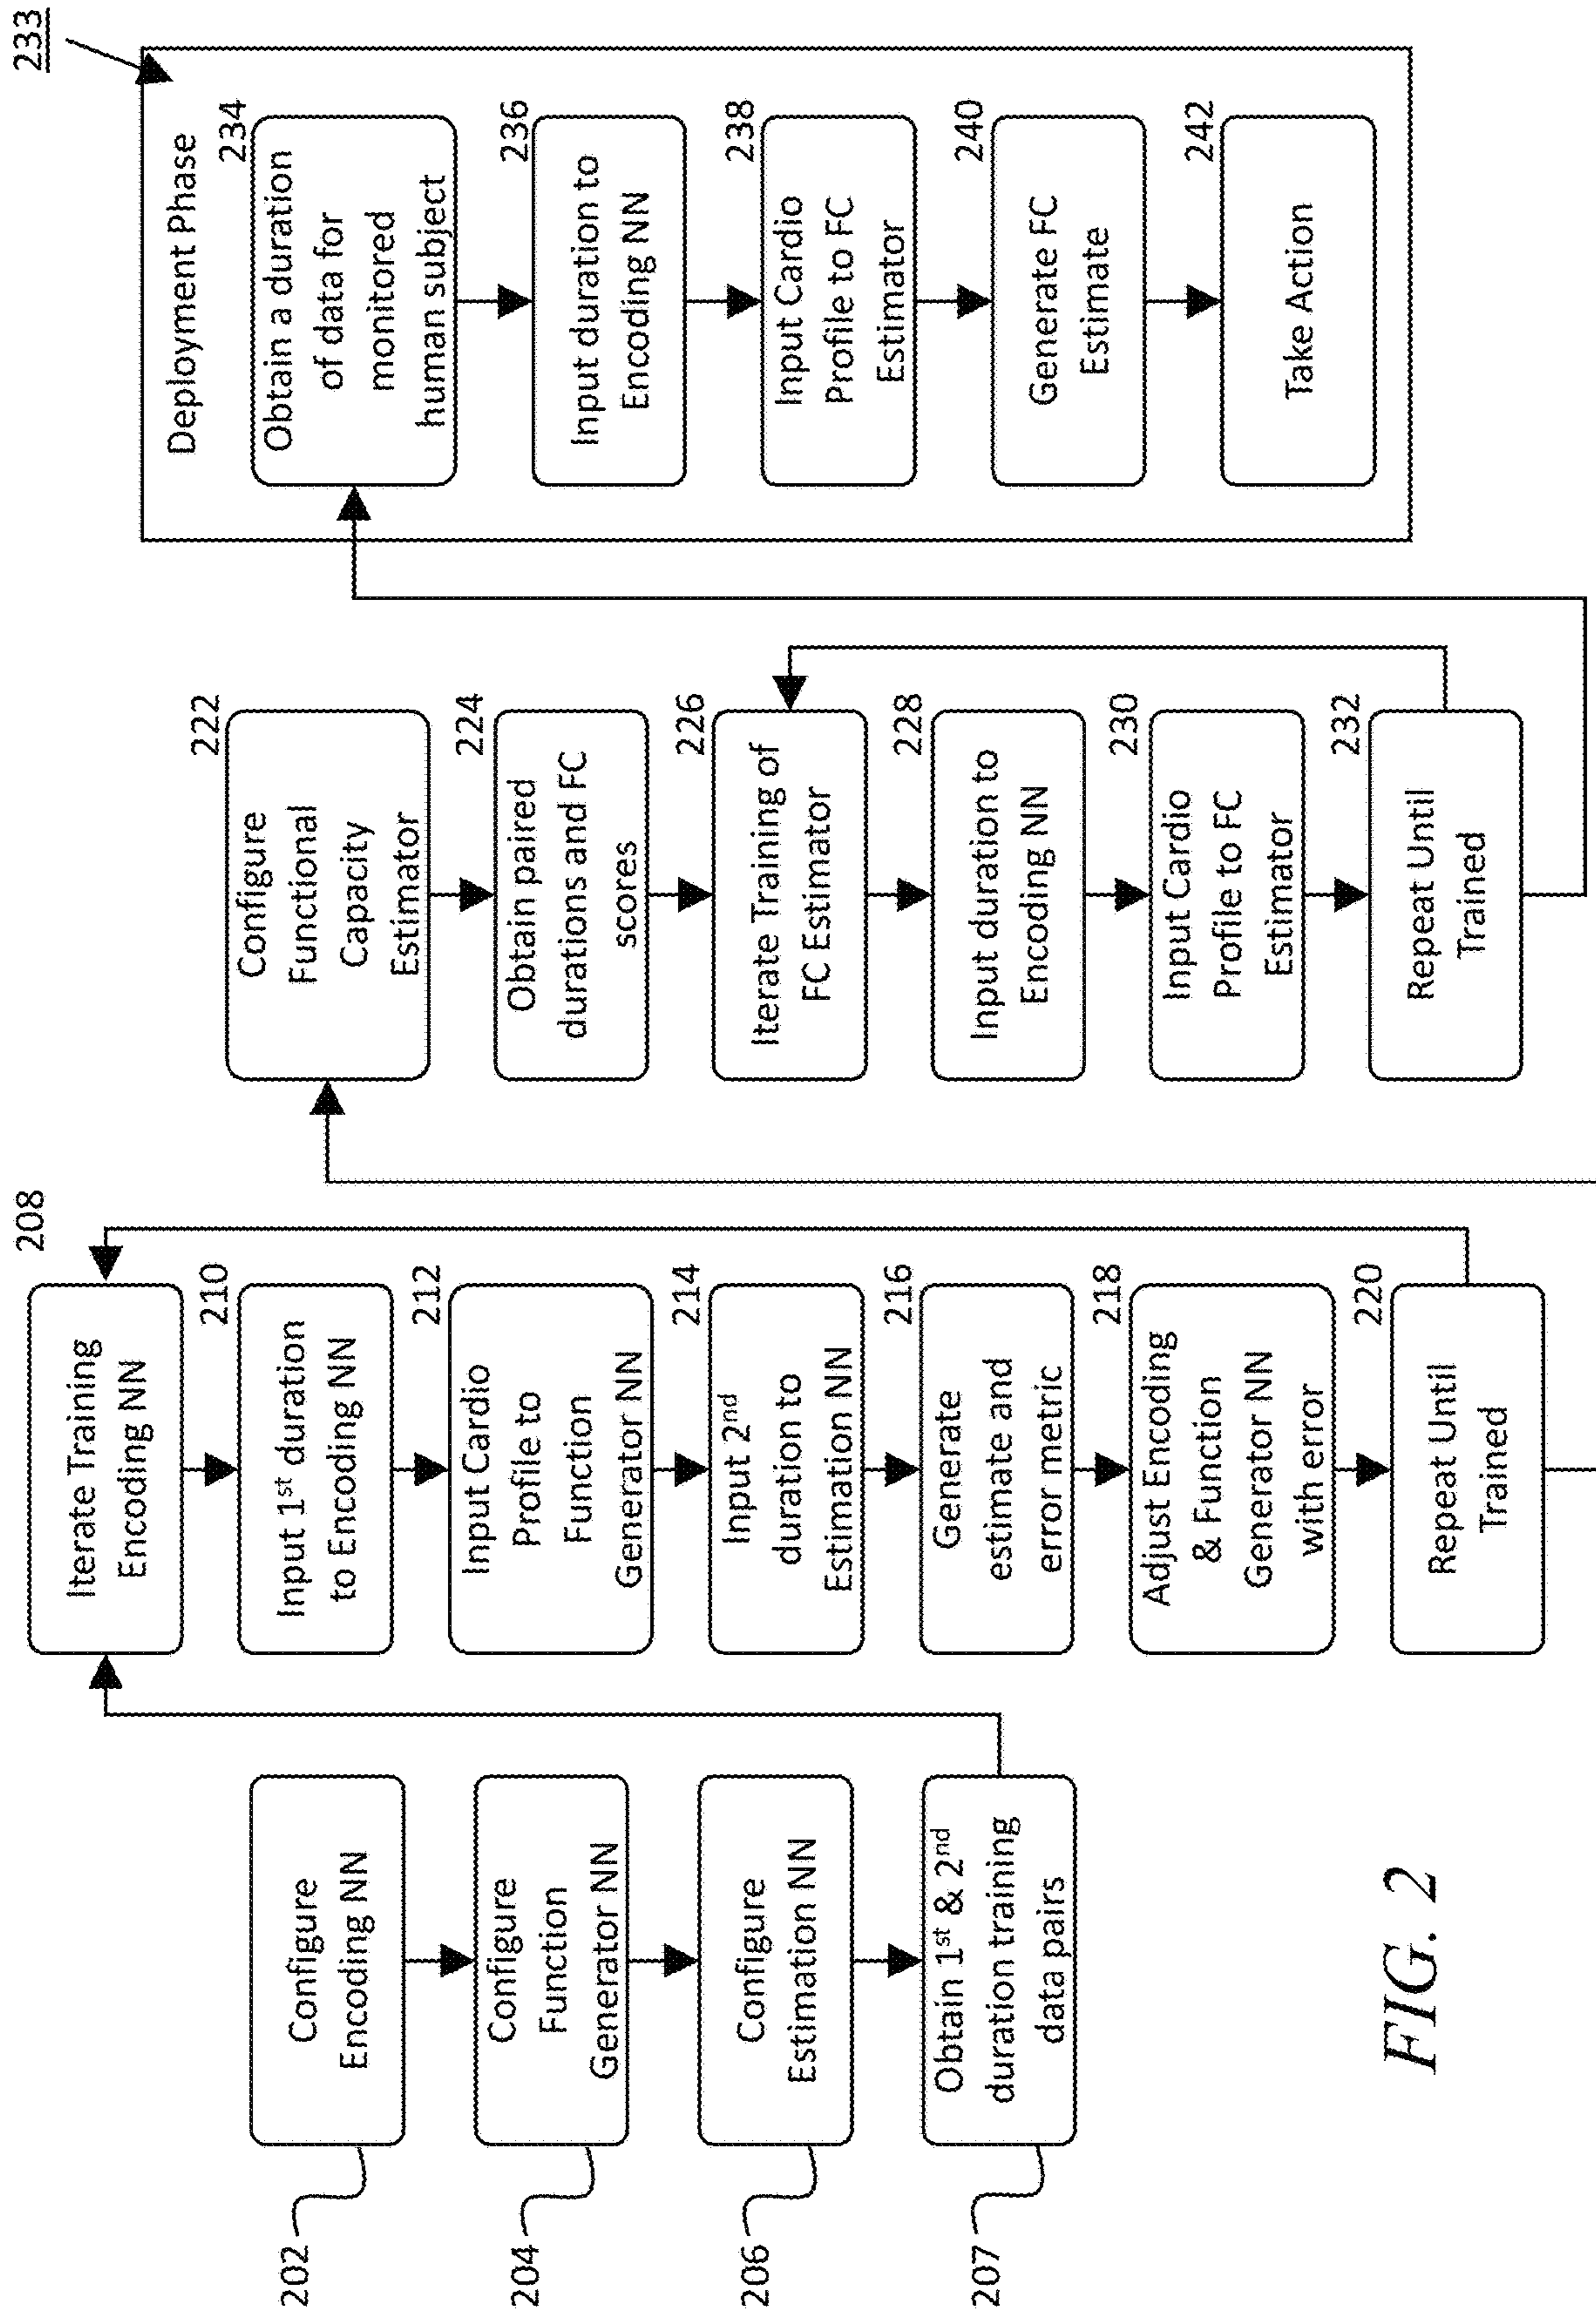 202
Configure
Encoding NN
204
Configure
Function
Generator NN
206
Configure
Estimation NN
207
Obtain 1st & 2nd
duration training
data pairs
208
Iterate Training
Encoding NN
210
Input 1st duration
to Encoding NN
212
Input Cardio
Profile to
Function
Generator NN
214
Input 2nd
duration to
Estimation NN
216
Generate
estimate and
error metric
218
Adjust Encoding
& Function
Generator NN
with error
220
Repeat Until
Trained
222
Configure
Functional
Capacity
Estimator
224
Obtain paired
durations and FC
scores
226
Iterate Training of
FC Estimator
228
Input duration to
Encoding NN
230
Input Cardio
Profile to FC
Estimator
232
Repeat Until
Trained
233
Deployment Phase
234
Obtain a duration
of data for
monitored
human subject
236
Input duration to
Encoding NN
238
Input Cardio
Profile to FC
Estimator
240
Generate FC
Estimate
242
Take Action
FIG. 2